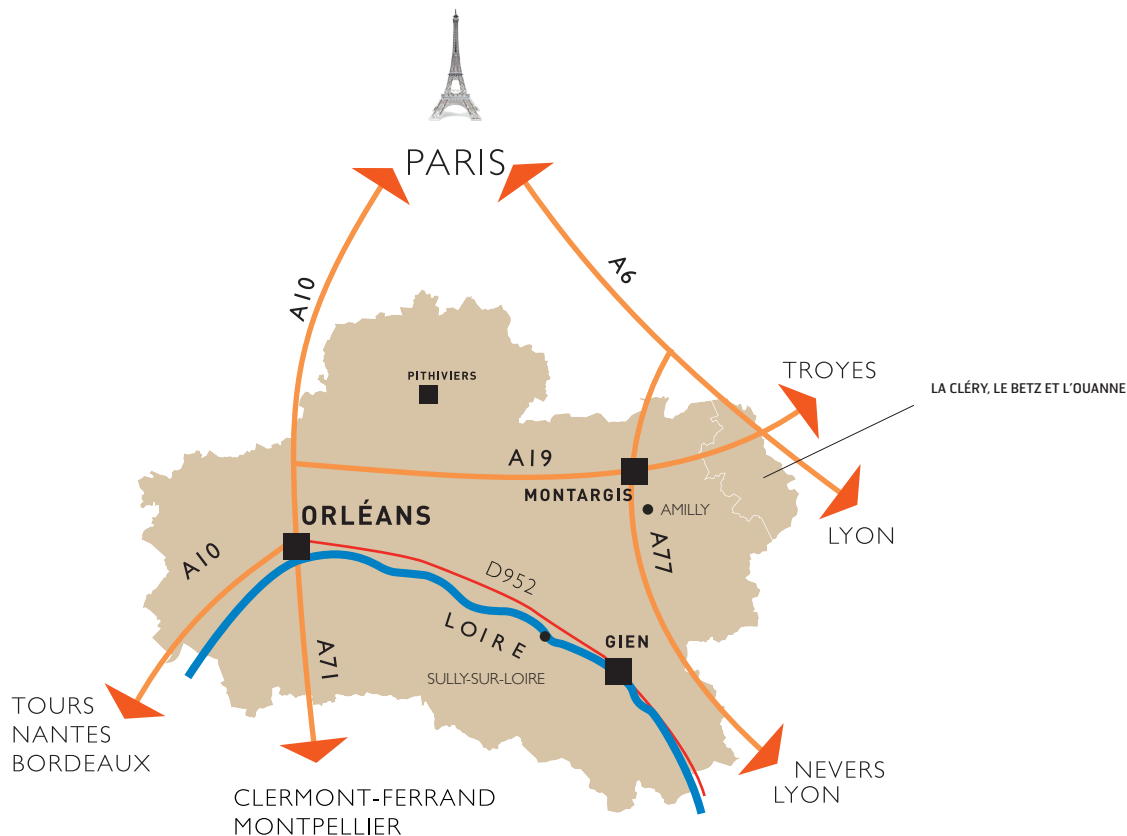 PARIS
A6
A10
TROYES
PITHIVIERS
LA CLÉRY, LE BETZ ET L'OUANNE
A19
MONTARGIS
AMILLY
ORLÉANS
LYON
A10
A77
D952
LOIRE
GIEN
A71
SULLY-SUR-LOIRE
TOURS
NANTES
BORDEAUX
NEVERS
LYON
CLERMONT-FERRAND
MONTPELLIER